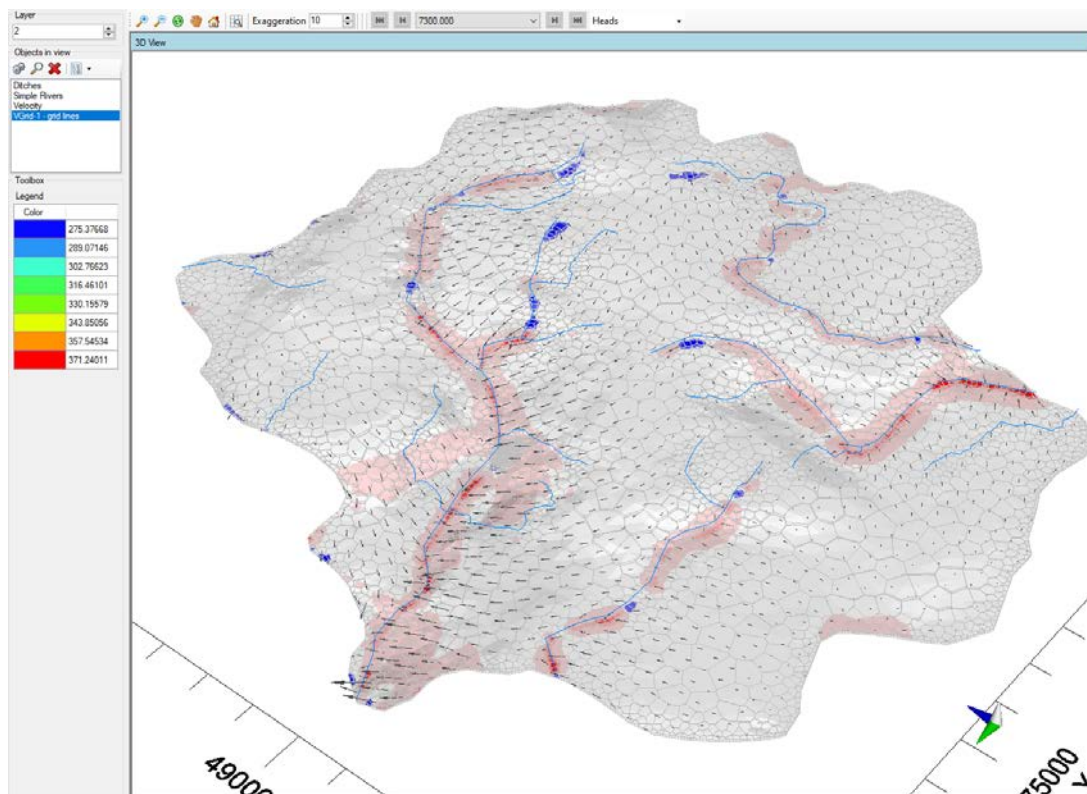 Layer
2
Exaggeration 10
7300.000
Heads
3D View
Objects in view
Ditches
Simple Rivers
Velocity
VGrid-1 - grid lines
Toolbox
Legend
Color
275.37668
289.07146
302.76623
316.46101
330.15579
343.85056
357.54534
371.24011